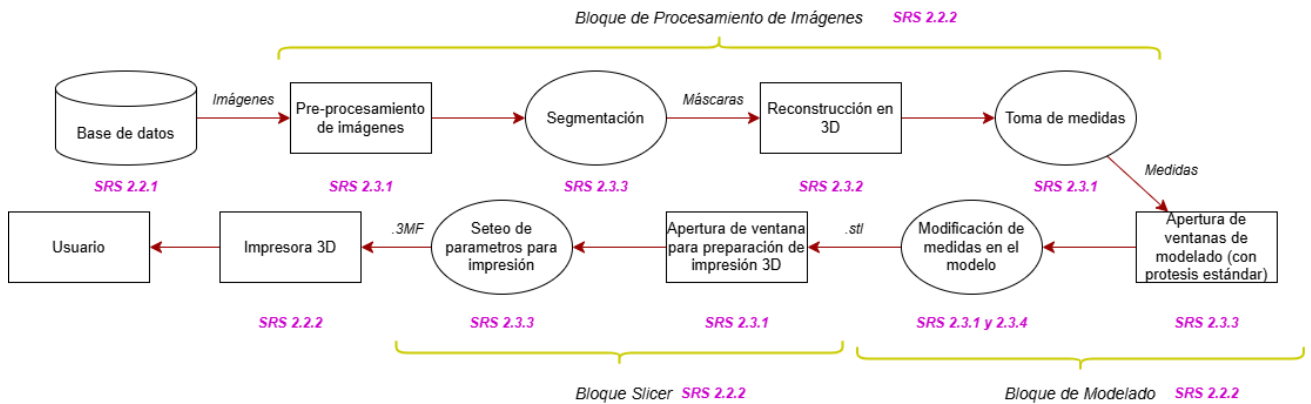 Bloque de Procesamiento de Imágenes SRS 2.2.2
Base de datos
Imágenes
Pre-procesamiento
de imágenes
Segmentación
Máscaras
Reconstrucción en
3D
Toma de medidas
SRS 2.2.1
SRS 2.3.1
SRS 2.3.3
SRS 2.3.2
SRS 2.3.1
Medidas
Usuario
Impresora 3D
.3MF
Seteo de
parametros para
impresión
Apertura de ventana
para preparación de
impresión 3D
.stl
Modificación de
medidas en el
modelo
Apertura de
ventanas de
modelado (con
protesis estándar)
SRS 2.2.2
SRS 2.3.3
SRS 2.3.1
SRS 2.3.1 y 2.3.4
SRS 2.3.3
Bloque Slicer SRS 2.2.2
Bloque de Modelado SRS 2.2.2